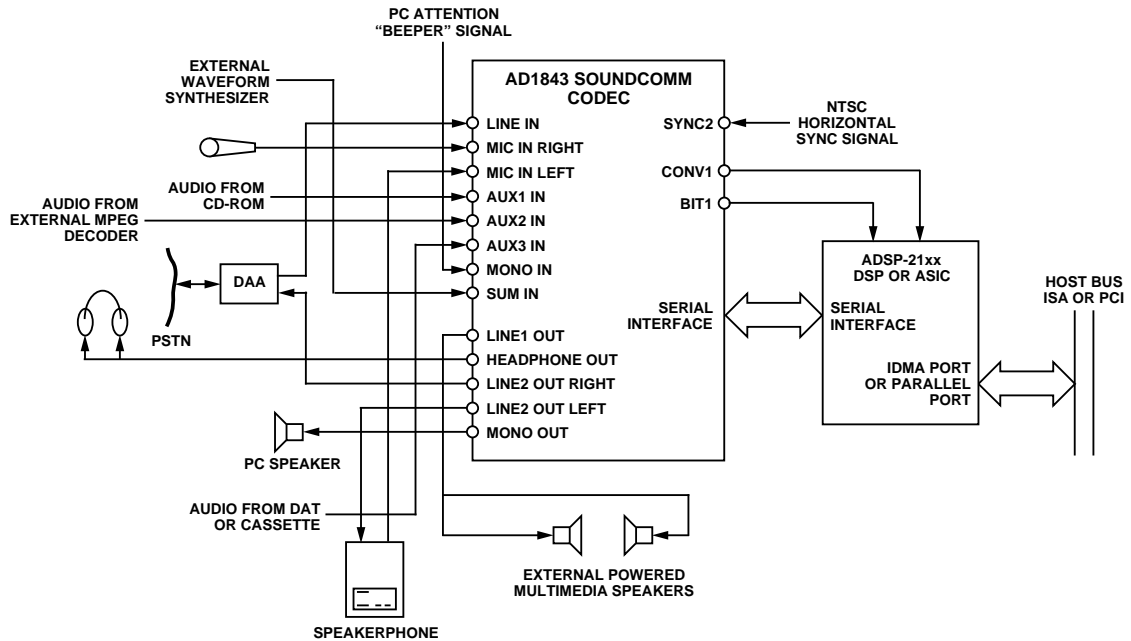 PC ATTENTION
“BEEPER” SIGNAL
EXTERNAL
WAVEFORM
SYNTHESIZER
AUDIO FROM
CD-ROM
AUDIO FROM
EXTERNAL MPEG
DECODER
DAA
PSTN
PC SPEAKER
AUDIO FROM DAT
OR CASSETTE
SPEAKERPHONE
AD1843 SOUNDCOMM
CODEC
LINE IN
MIC IN RIGHT
MIC IN LEFT
AUX1 IN
AUX2 IN
AUX3 IN
MONO IN
SUM IN
LINE1 OUT
HEADPHONE OUT
LINE2 OUT RIGHT
LINE2 OUT LEFT
MONO OUT
SYNC2
CONV1
BIT1
SERIAL
INTERFACE
EXTERNAL POWERED
MULTIMEDIA SPEAKERS
NTSC
HORIZONTAL
SYNC SIGNAL
ADSP-21xx
DSP OR ASIC
SERIAL
INTERFACE
IDMA PORT
OR PARALLEL
PORT
HOST BUS
ISA OR PCI